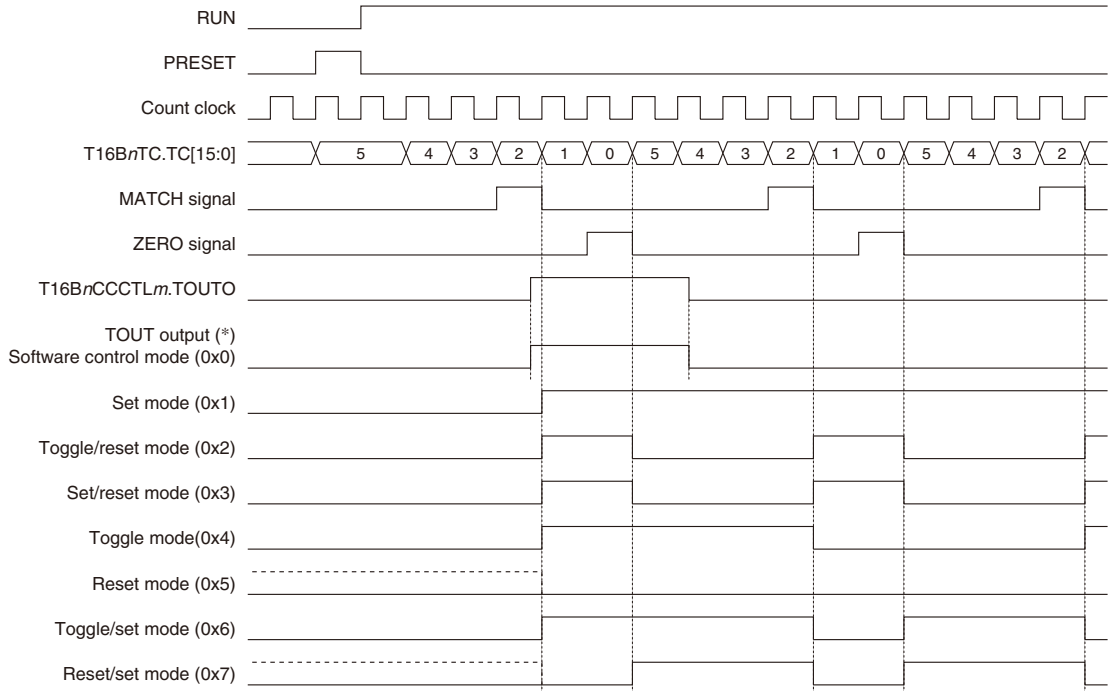 RUN
PRESET
Count clock
T16BnTC.TC[15:0] 5 4 3 2 1 0 5 4 3 2 1 0 5 4 3 2
MATCH signal
ZERO signal
T16BnCCCTLm.TOUTO
TOUT output (*)
Software control mode (0x0)
Set mode (0x1)
Toggle/reset mode (0x2)
Set/reset mode (0x3)
Toggle mode(0x4)
Reset mode (0x5)
Toggle/set mode (0x6)
Reset/set mode (0x7)